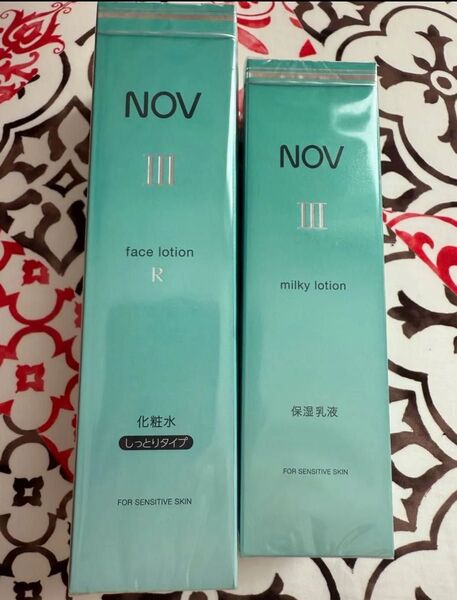 NOV
III
face lotion
R
化粧水
しっとりタイプ
FOR SENSITIVE SKIN
NOV
III
milky lotion
保湿乳液
FOR SENSITIVE SKIN